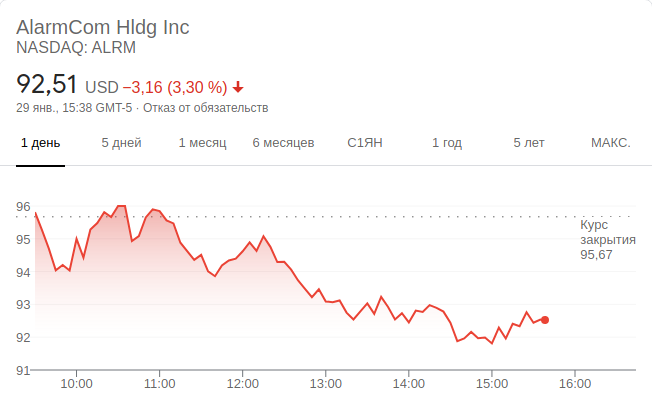 AlarmCom Hldg Inc
NASDAQ: ALRM
92,51 USD −3,16 (3,30 %)
29 янв., 15:38 GMT-5 · Отказ от обязательств
1 день 5 дней 1 месяц 6 месяцев С1ЯН 1 год 5 лет МАКС.
96
95
94
93
92
91
Курс
закрытия
95,67
10:00 11:00 12:00 13:00 14:00 15:00 16:00